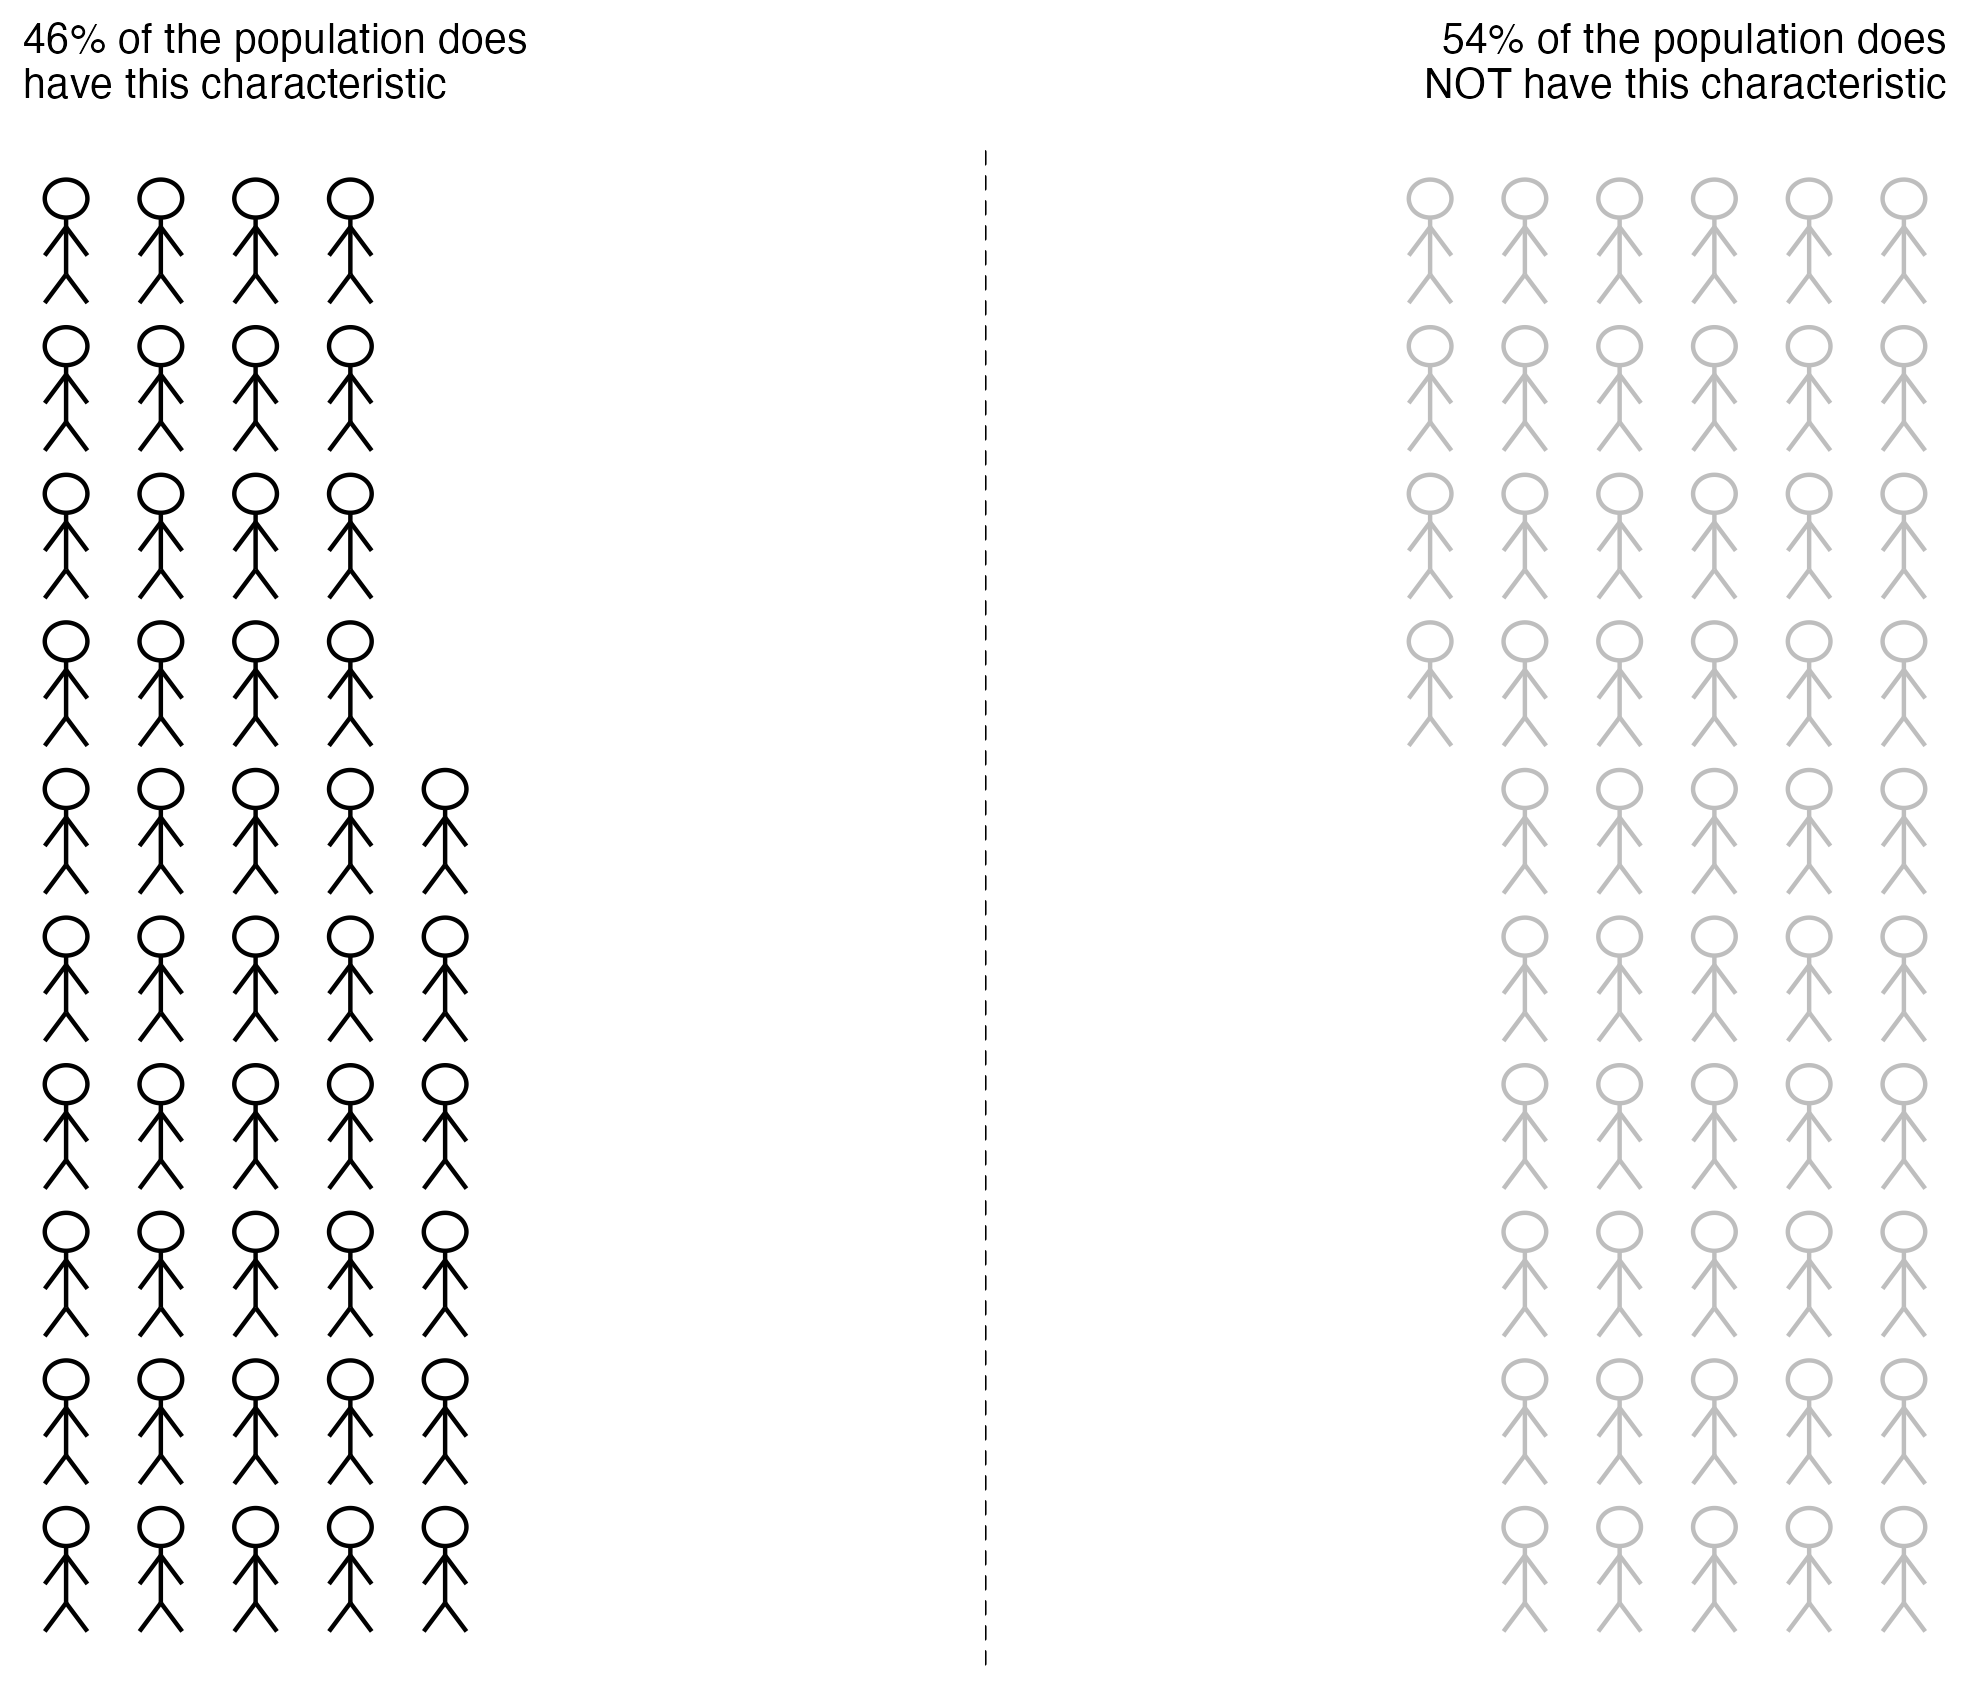 46% of the population does
have this characteristic
54% of the population does
NOT have this characteristic